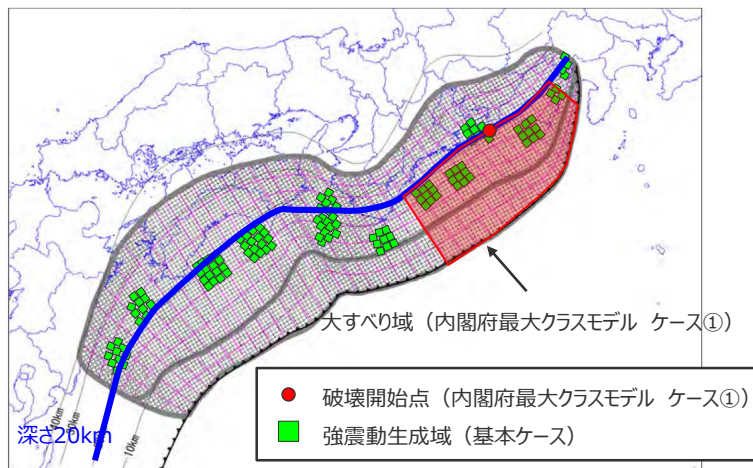 大すべり域（内閣府最大クラスモデル ケース①）
破壊開始点（内閣府最大クラスモデル ケース①）
強震動生成域（基本ケース）
40km
30km
深さ20km
10km